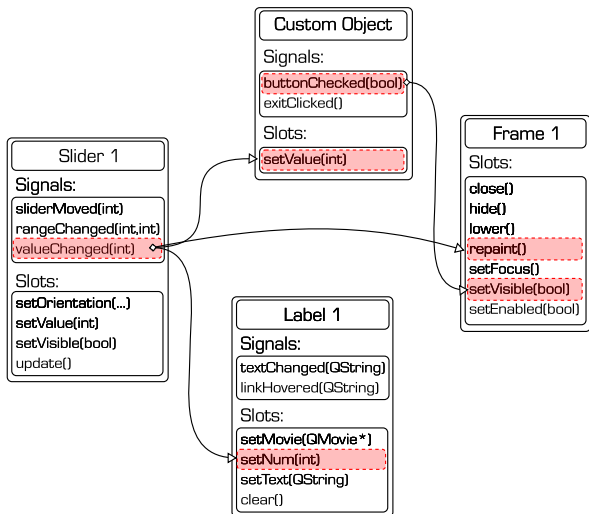 Custom Object
Signals:
buttonChecked(bool)
exitClicked()
Slots:
setValue(int)
Slider 1
Signals:
sliderMoved(int)
rangeChanged(int,int)
valueChanged(int)
Slots:
setOrientation(...)
setValue(int)
setVisible(bool)
update()
Frame 1
Slots:
close()
hide()
lower()
repaint()
setFocus()
setVisible(bool)
setEnabled(bool)
Label 1
Signals:
textChanged(QString)
linkHovered(QString)
Slots:
setMovie(QMovie*)
setNum(int)
setText(QString)
clear()